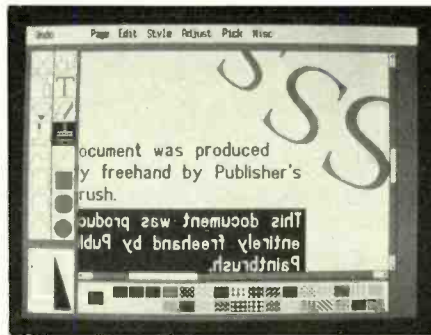 Undo Page Edit Style Adjust Pick Misc
S S S
T
ocument was produced
y freehand by Publisher's
rush.
This document was produc
entirely freehand by Publ
Paintbrush.